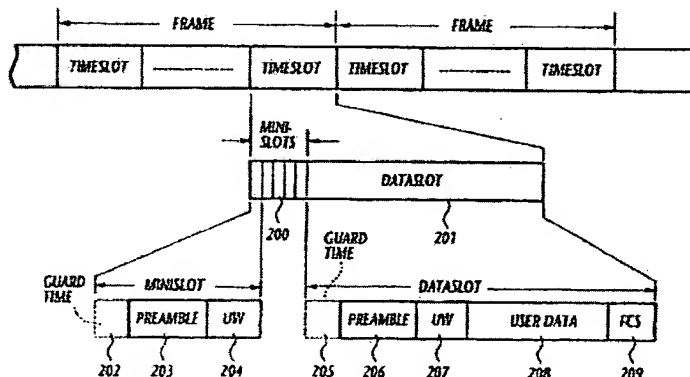 FRAME FRAME
TIMESLOT TIMESLOT TIMESLOT TIMESLOT
MINI-
SLOTS
DATASLOT
200 201
GUARD
TIME
GUARD
TIME
MINISLOT DATASLOT
PREAMBLE UW PREAMBLE UW USER DATA FCS
202 203 204 205 206 207 208 209